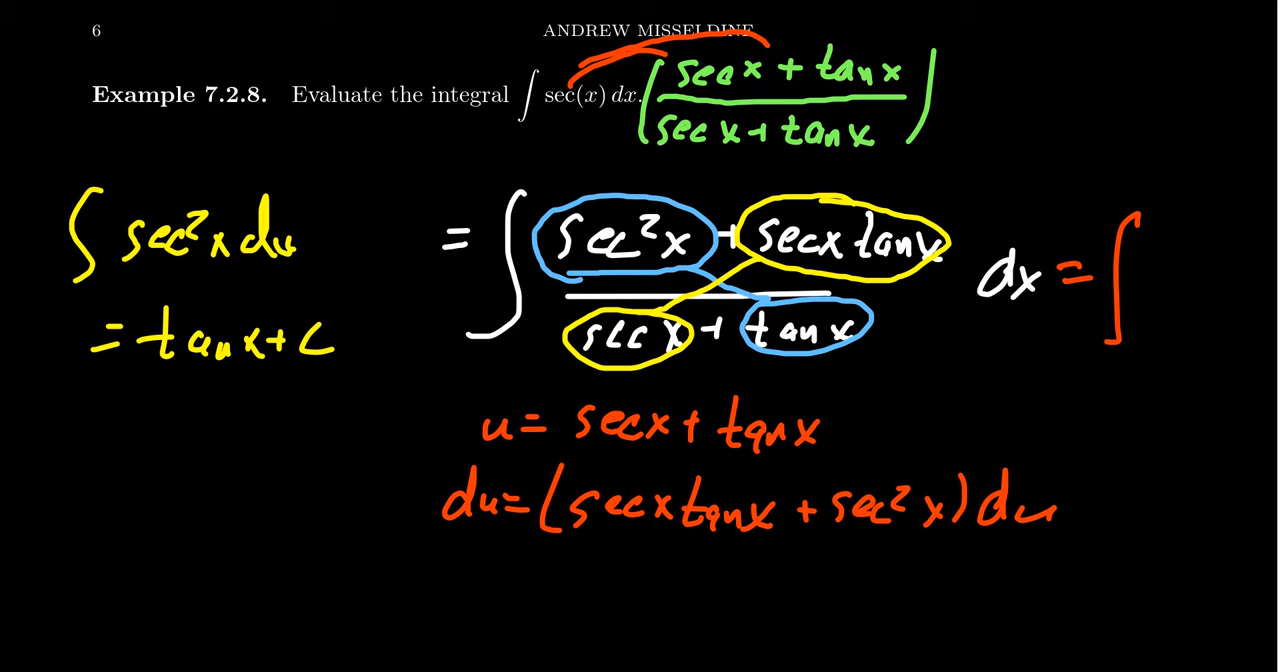 6 ANDREW MISSELDINE
Example 7.2.8. Evaluate the integral ∫ sec(x) dx. ( (sec x + tan x) / (sec x + tan x) )
∫ sec²x du
= tan x + C
= ∫ (sec²x + sec x tan x) / (sec x + tan x) dx = ∫
u = sec x + tan x
du = (sec x tan x + sec² x) du